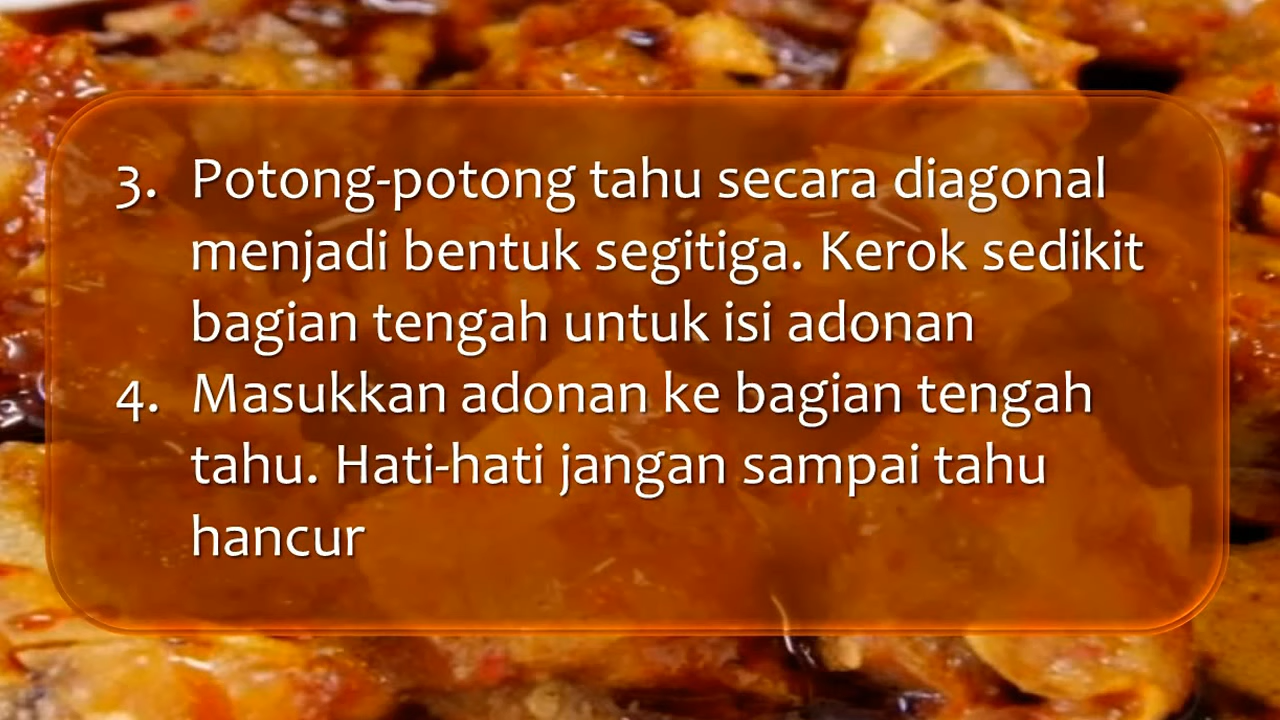 3. Potong-potong tahu secara diagonal
menjadi bentuk segitiga. Kerok sedikit
bagian tengah untuk isi adonan
4. Masukkan adonan ke bagian tengah
tahu. Hati-hati jangan sampai tahu
hancur